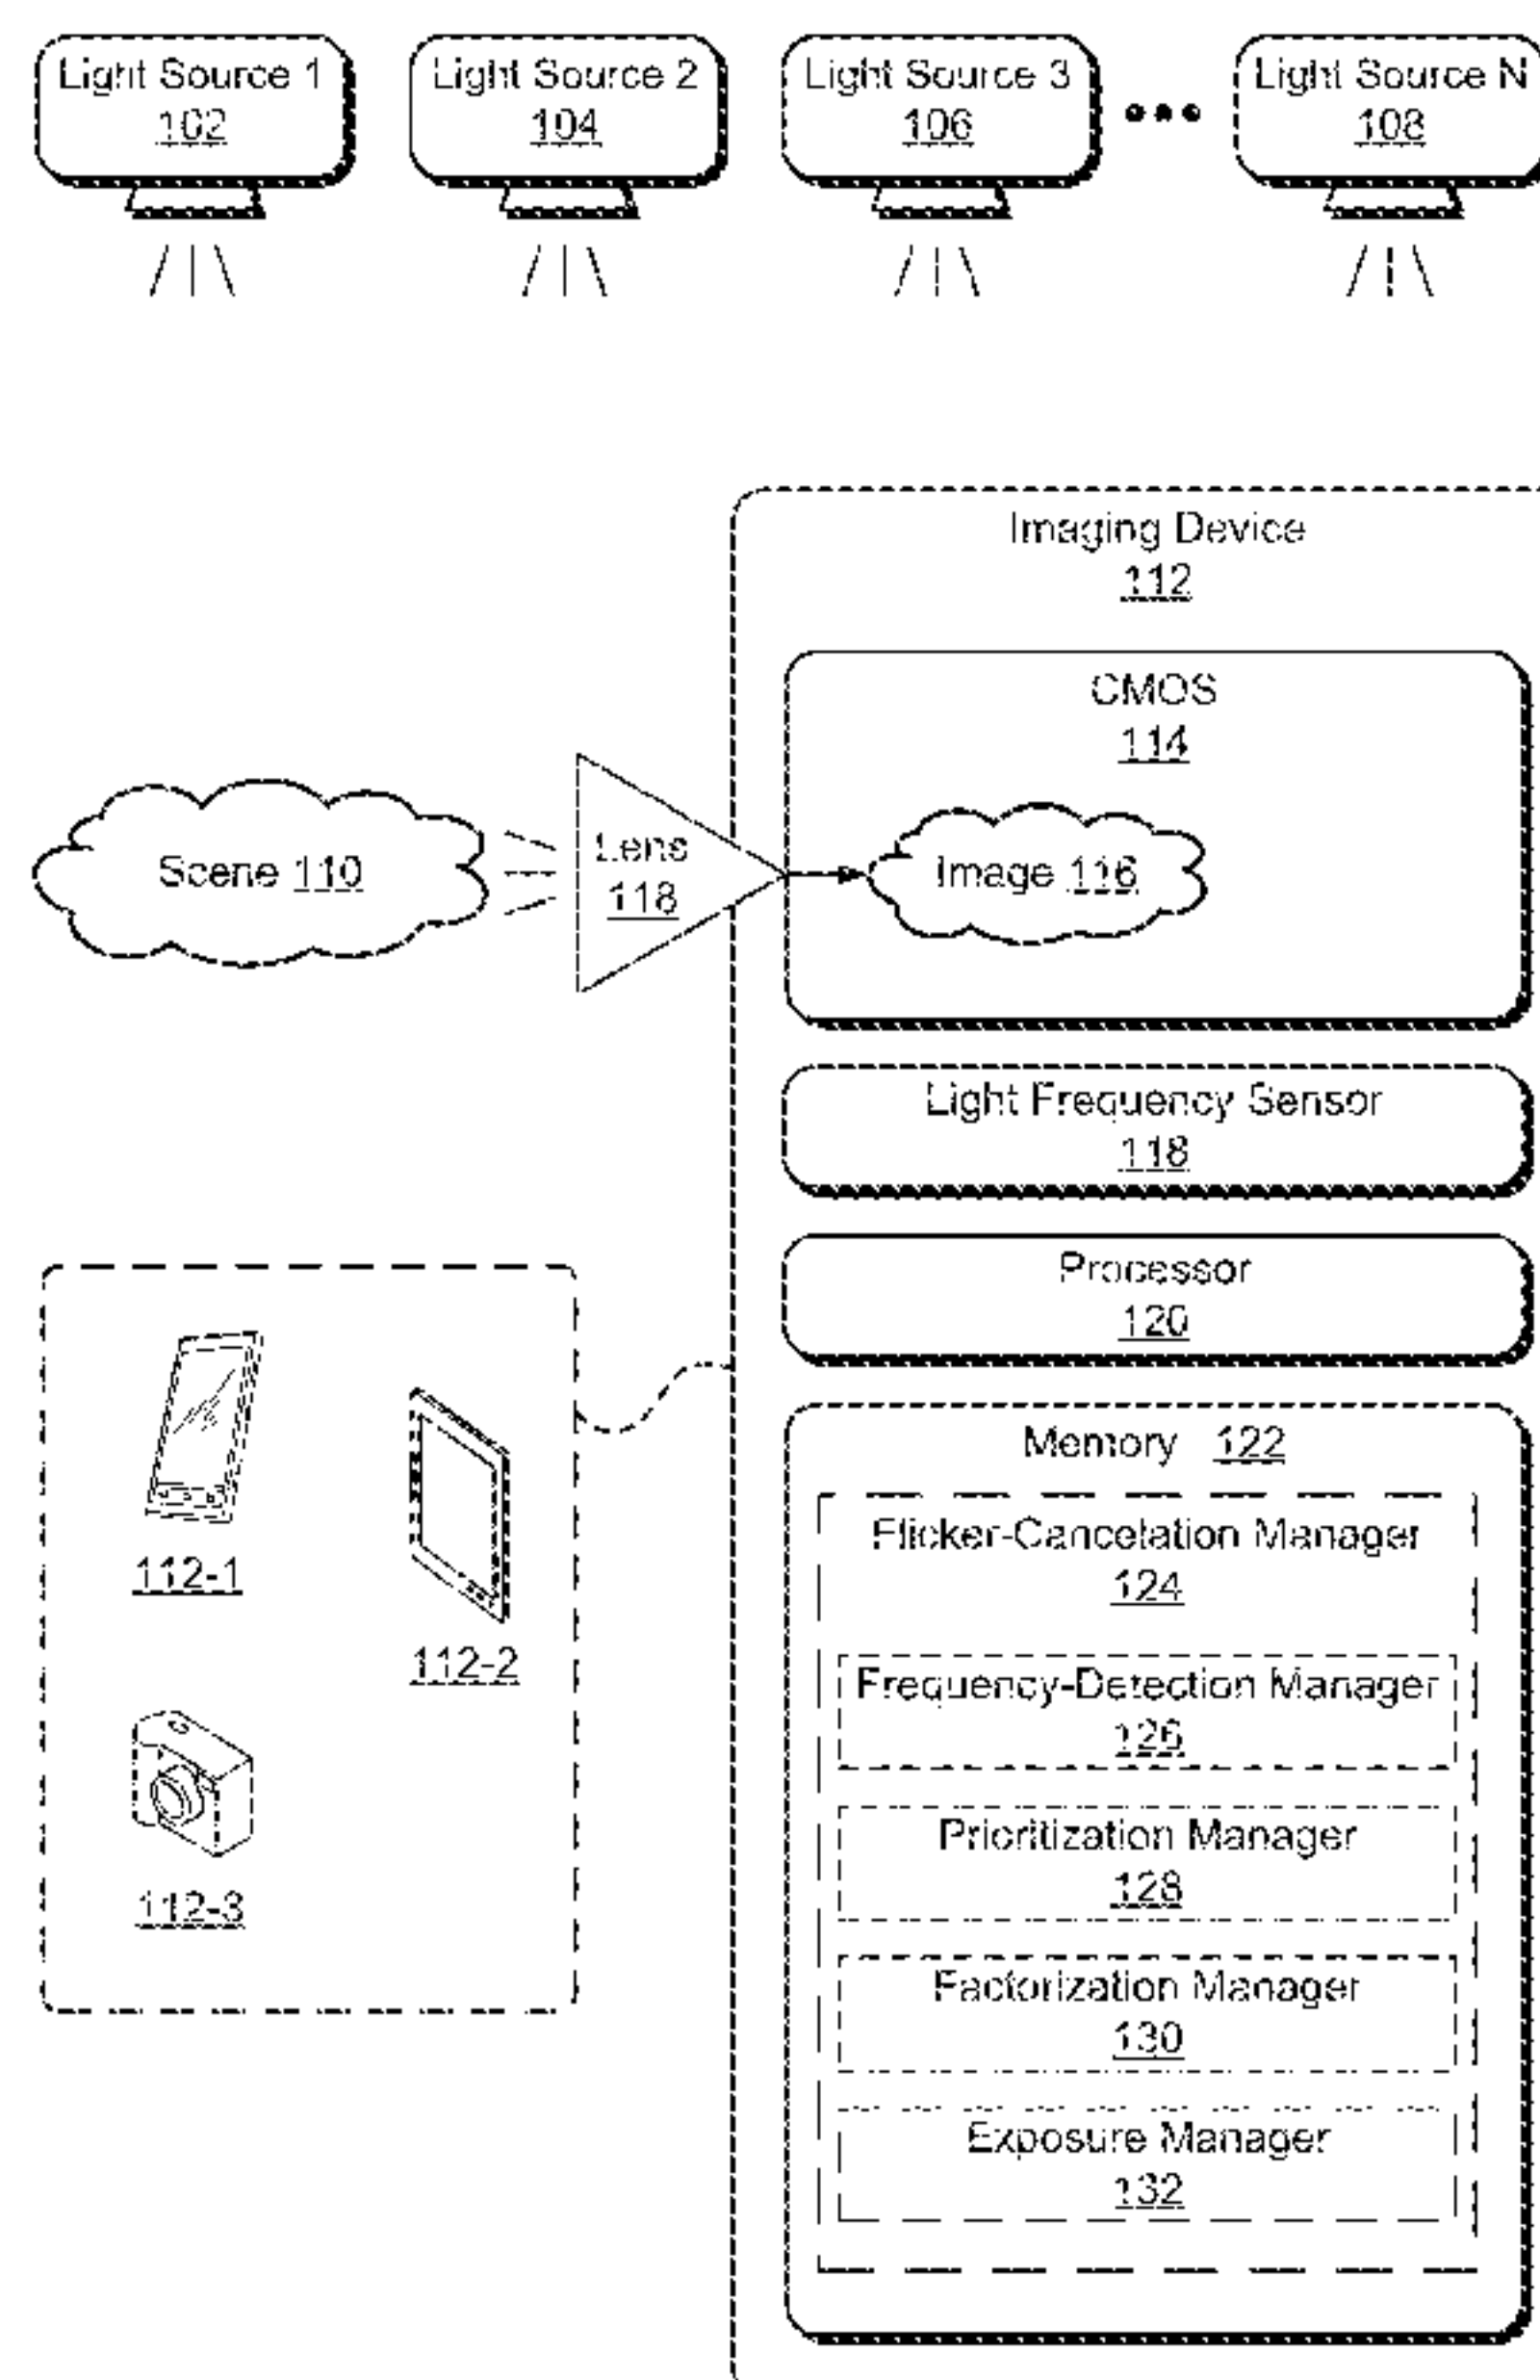 Light Source 1
102
Light Source 2
104
Light Source 3
106
Light Source N
108
Imaging Device
112
CMOS
114
Scene 110
Lens
118
Image 116
Light Frequency Sensor
118
Processor
120
Memory 122
Flicker-Cancelation Manager
124
Frequency-Detection Manager
126
Prioritization Manager
128
Factorization Manager
130
Exposure Manager
132
112-1
112-2
112-3